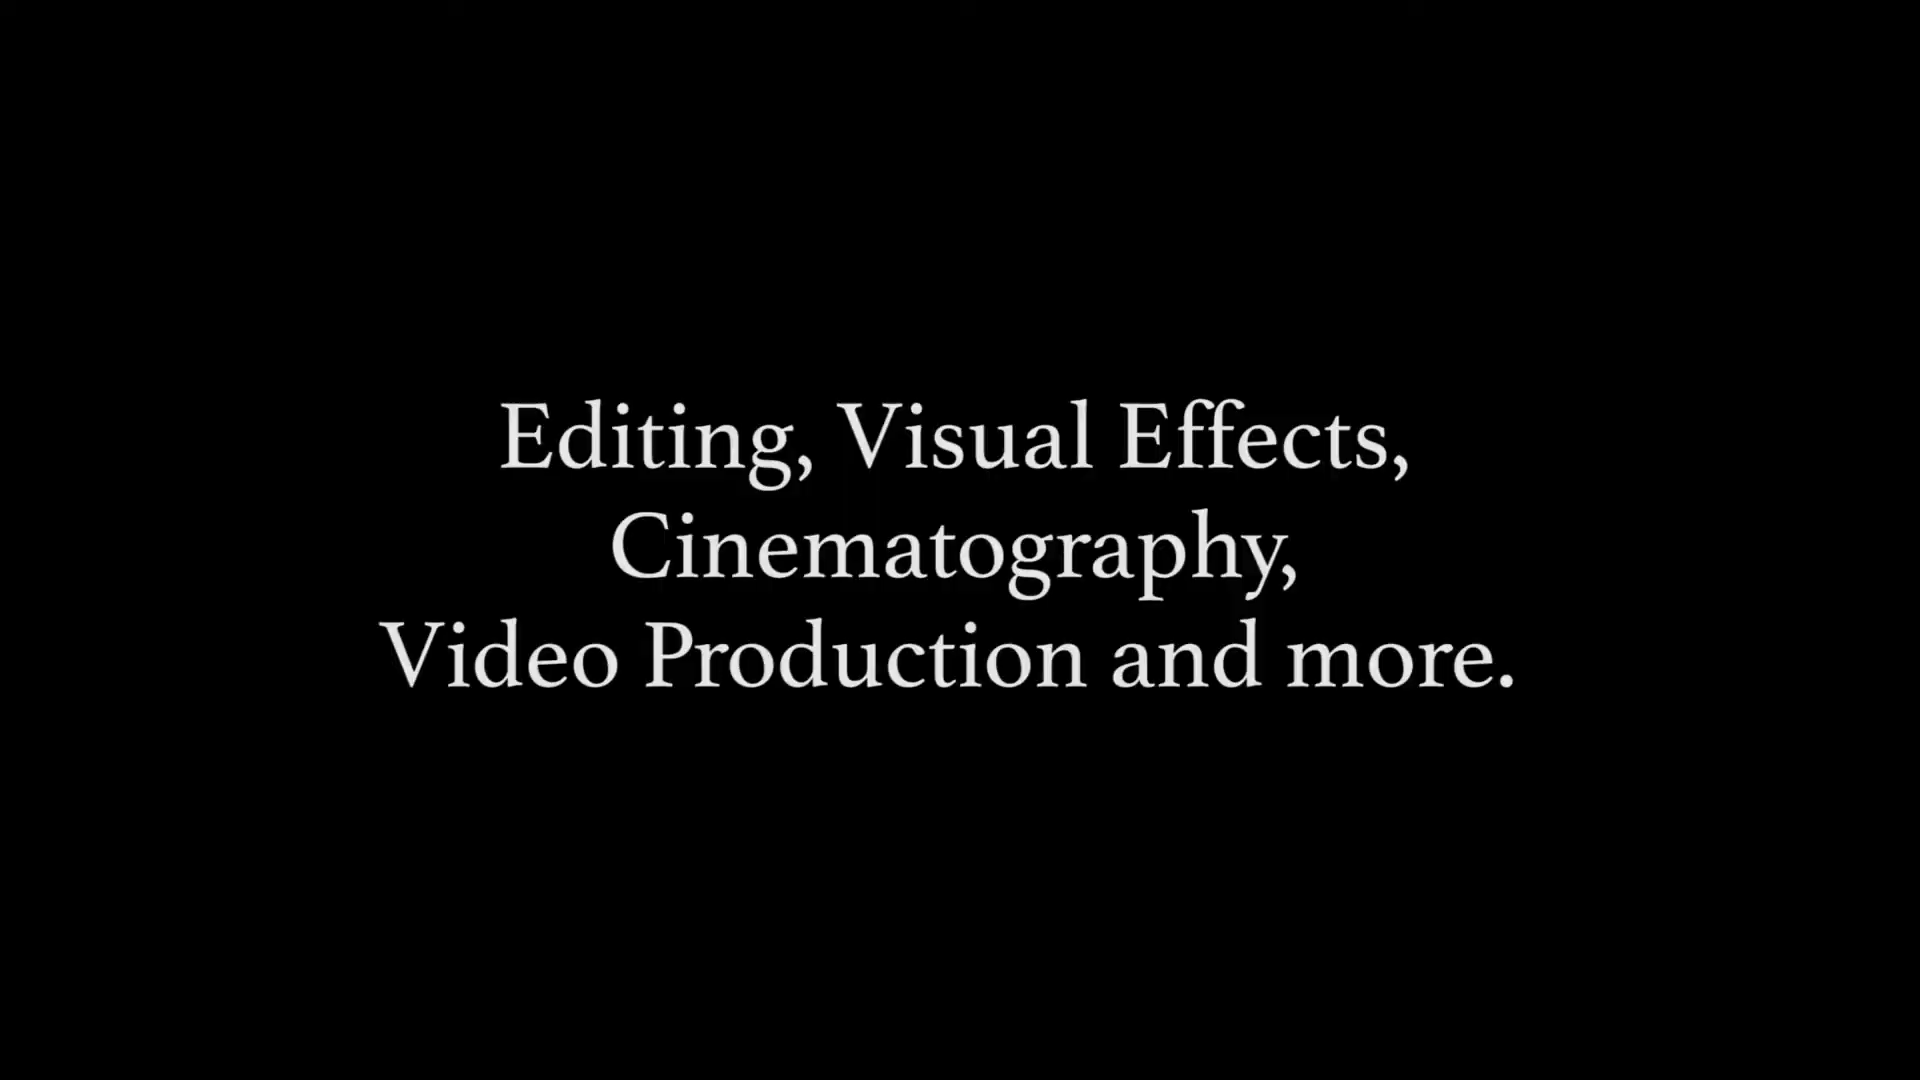 Editing, Visual Effects,
Cinematography,
Video Production and more.